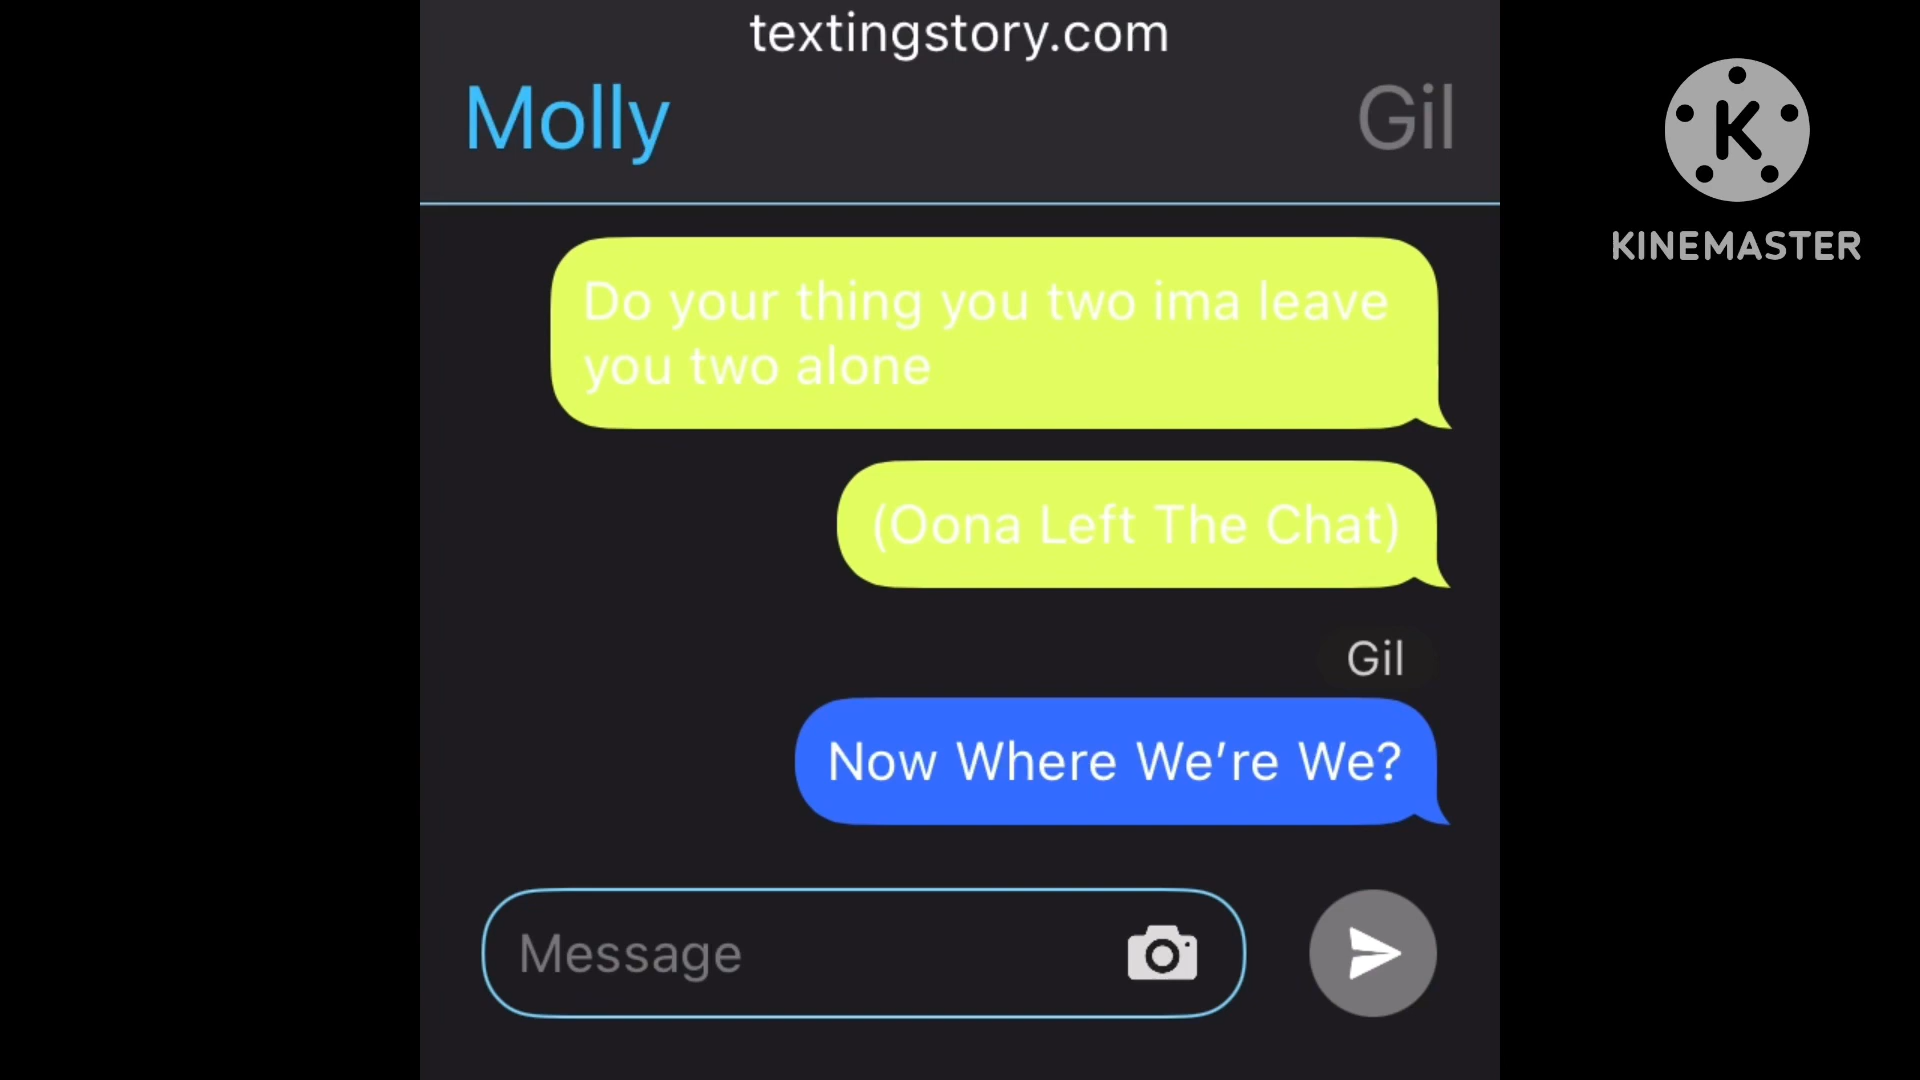 textingstory.com
Molly
Gil
K
KINEMASTER
Do your thing you two ima leave
you two alone
(Oona Left The Chat)
Gil
Now Where We’re We?
Message